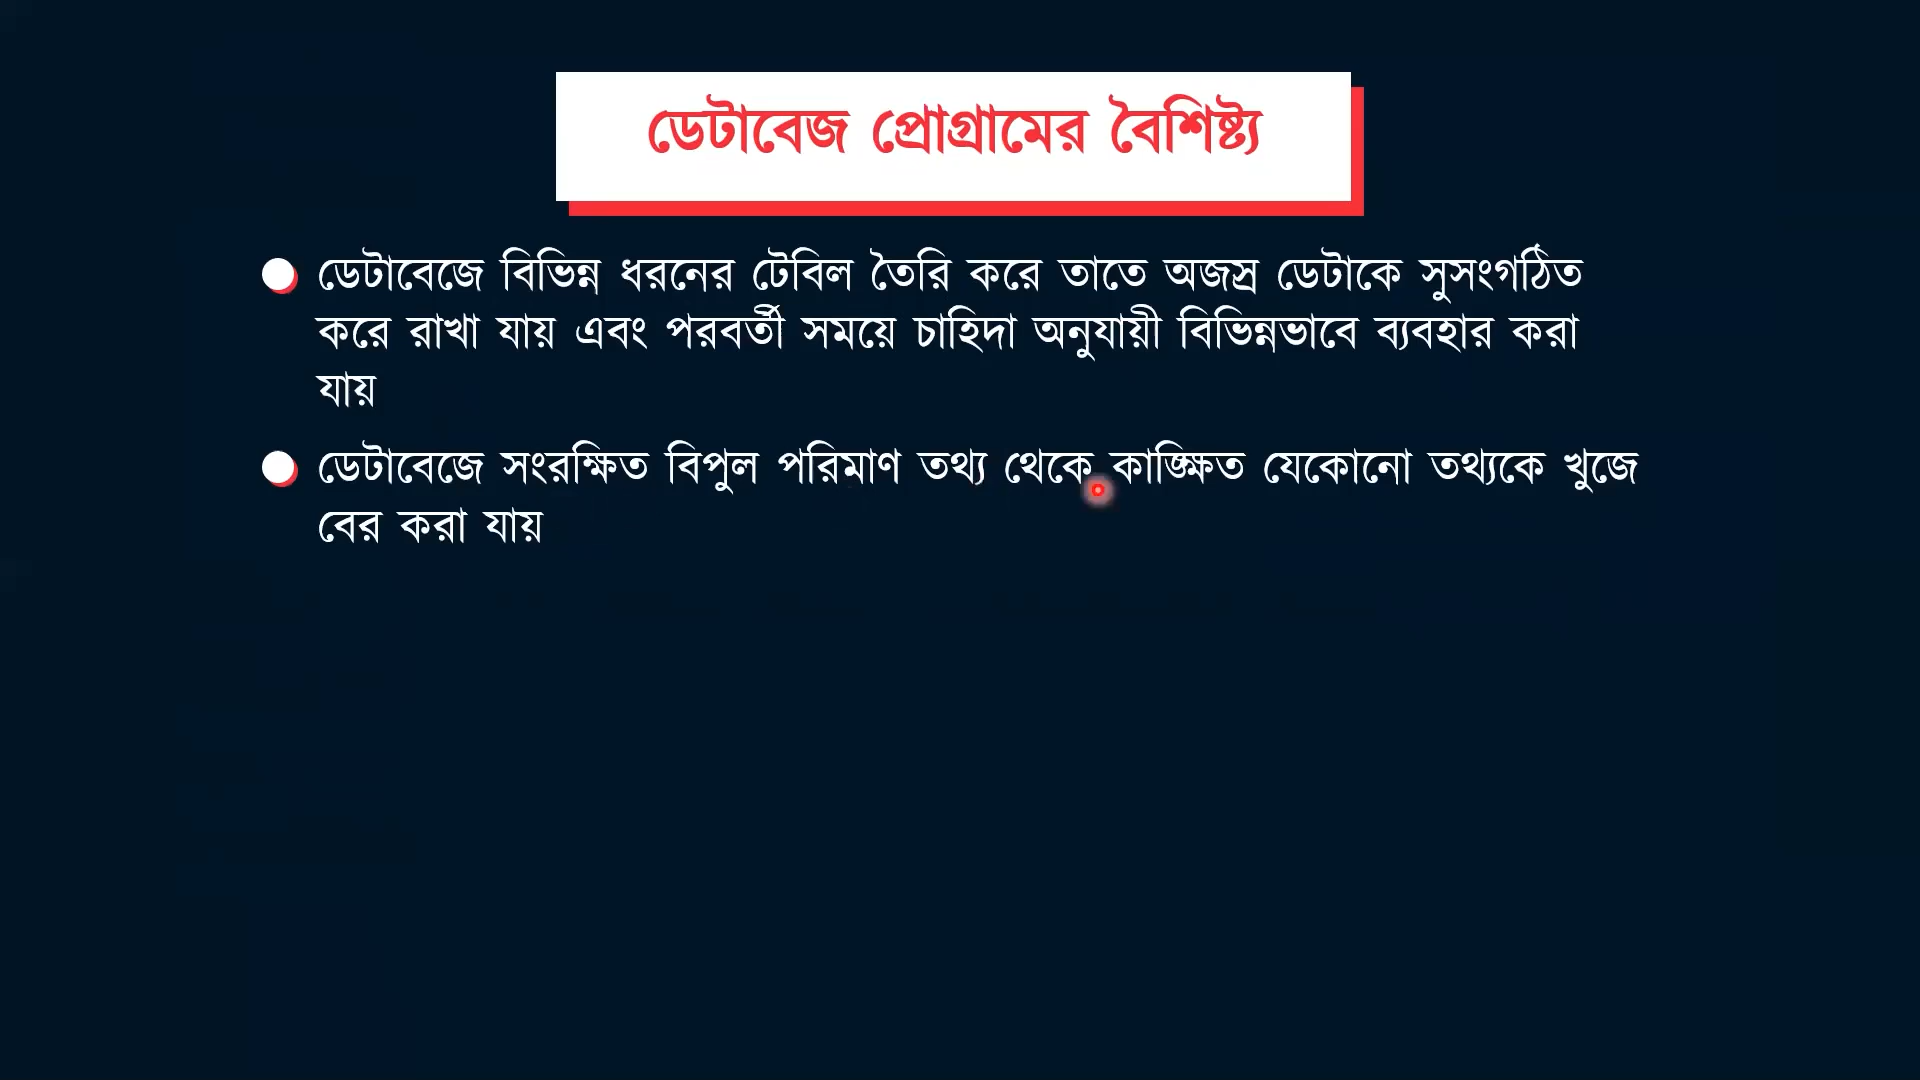 ডেটাবেজ প্রোগ্রামের বৈশিষ্ট্য
ডেটাবেজে বিভিন্ন ধরনের টেবিল তৈরি করে তাতে অজস্র ডেটাকে সুসংগঠিত
করে রাখা যায় এবং পরবর্তী সময়ে চাহিদা অনুযায়ী বিভিন্নভাবে ব্যবহার করা
যায়
ডেটাবেজে সংরক্ষিত বিপুল পরিমাণ তথ্য থেকে কাঙ্ক্ষিত যেকোনো তথ্যকে খুজে
বের করা যায়